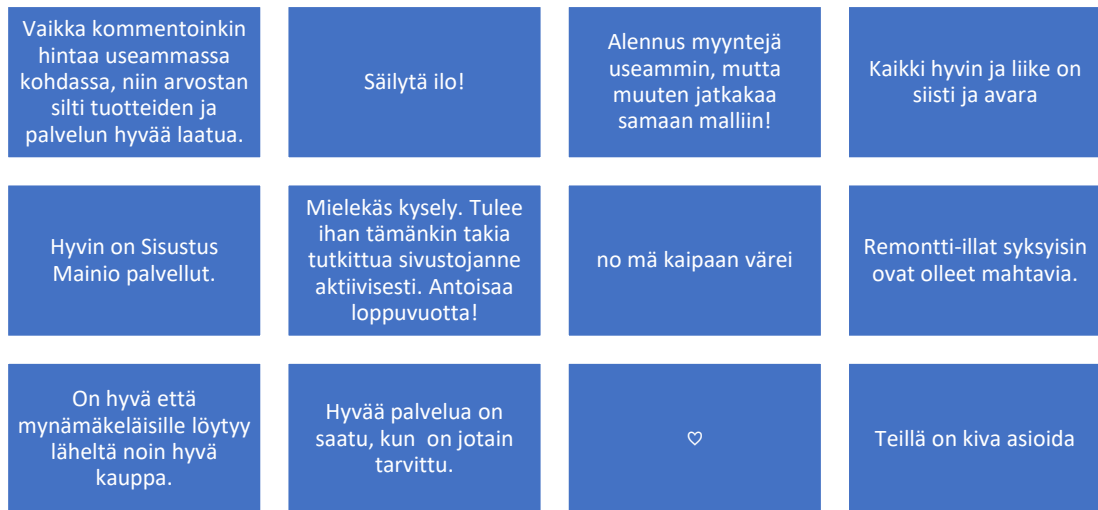 Vaikka kommentoinkin
hintaa useammassa
kohdassa, niin arvostan
silti tuotteiden ja
palvelun hyvää laatua.
Säilytä ilo!
Alennus myyntejä
useammin, mutta
muuten jatkakaa
samaan malliin!
Kaikki hyvin ja liike on
siisti ja avara
Hyvin on Sisustus
Mainio palvellut.
Mielekäs kysely. Tulee
ihan tämänkin takia
tutkittua sivustojanne
aktiivisesti. Antoisaa
loppuvuotta!
no mä kaipaan värei
Remontti-illat syksyisin
ovat olleet mahtavia.
On hyvä että
mynämäkeläisille löytyy
läheltä noin hyvä
kauppa.
Hyvää palvelua on
saatu, kun  on jotain
tarvittu.
♡
Teillä on kiva asioida